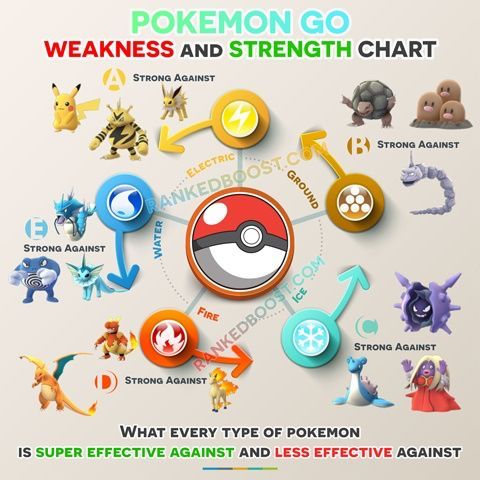 POKEMON GO
WEAKNESS AND STRENGTH CHART
A STRONG AGAINST
B STRONG AGAINST
ELECTRIC
GROUND
RANKEDBOOST.COM
E
STRONG AGAINST
WATER
ICE
FIRE
RANKEDBOOST.COM
C
STRONG AGAINST
D STRONG AGAINST
WHAT EVERY TYPE OF POKEMON
IS SUPER EFFECTIVE AGAINST AND LESS EFFECTIVE AGAINST